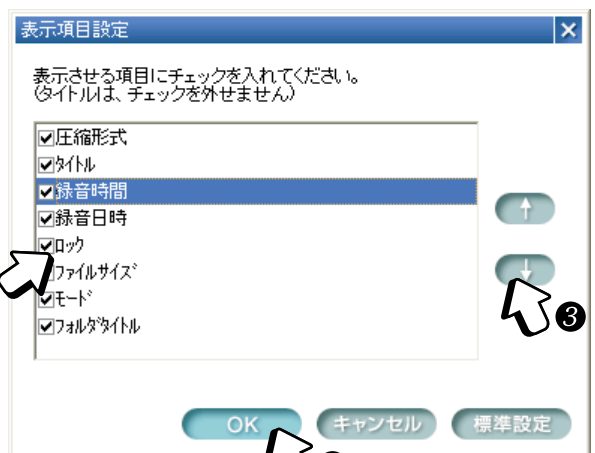 表示項目設定
表示させる項目にチェックを入れてください。
(タイトルは、チェックを外せません)
圧縮形式
ﾀｲﾄﾙ
録音時間
録音日時
ﾛｯｸ
ﾌｧｲﾙｻｲｽﾞ
ﾓｰﾄﾞ
ﾌｫﾙﾀﾞﾀｲﾄﾙ
↑
↓
❸
OK
キャンセル
標準設定